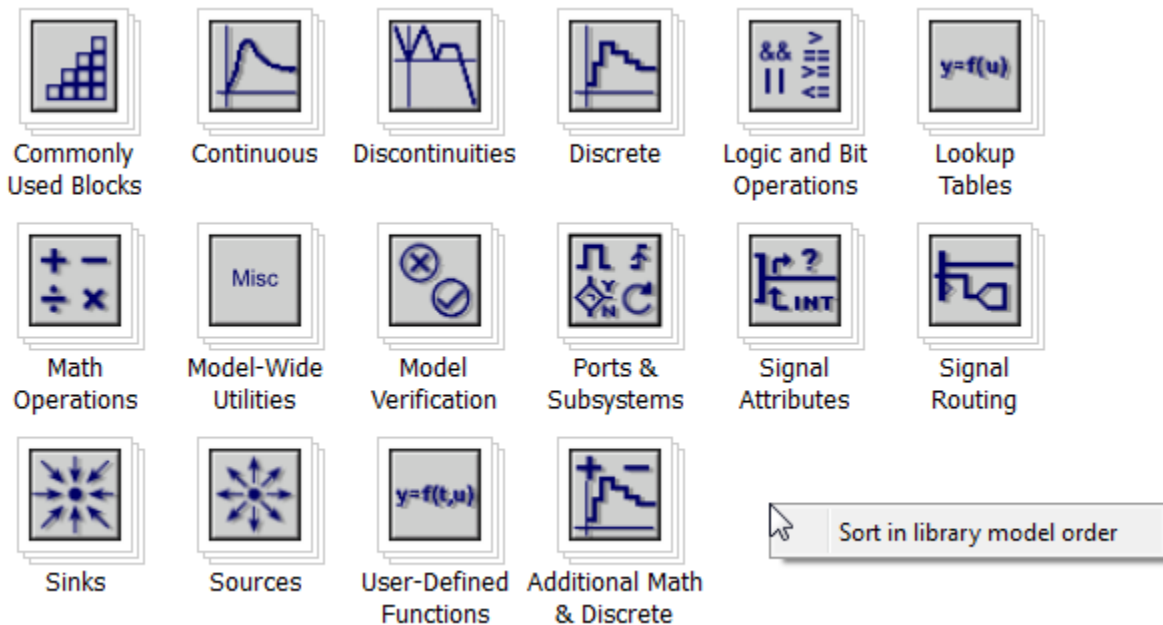 && > == >= <=
||
y=f(u)
Commonly
Used Blocks
Continuous
Discontinuities
Discrete
Logic and Bit
Operations
Lookup
Tables
+ −
÷ ×
Misc
Y
N
?
INT
Math
Operations
Model-Wide
Utilities
Model
Verification
Ports &
Subsystems
Signal
Attributes
Signal
Routing
y=f(t,u)
+ −
Sinks
Sources
User-Defined
Functions
Additional Math
& Discrete
Sort in library model order